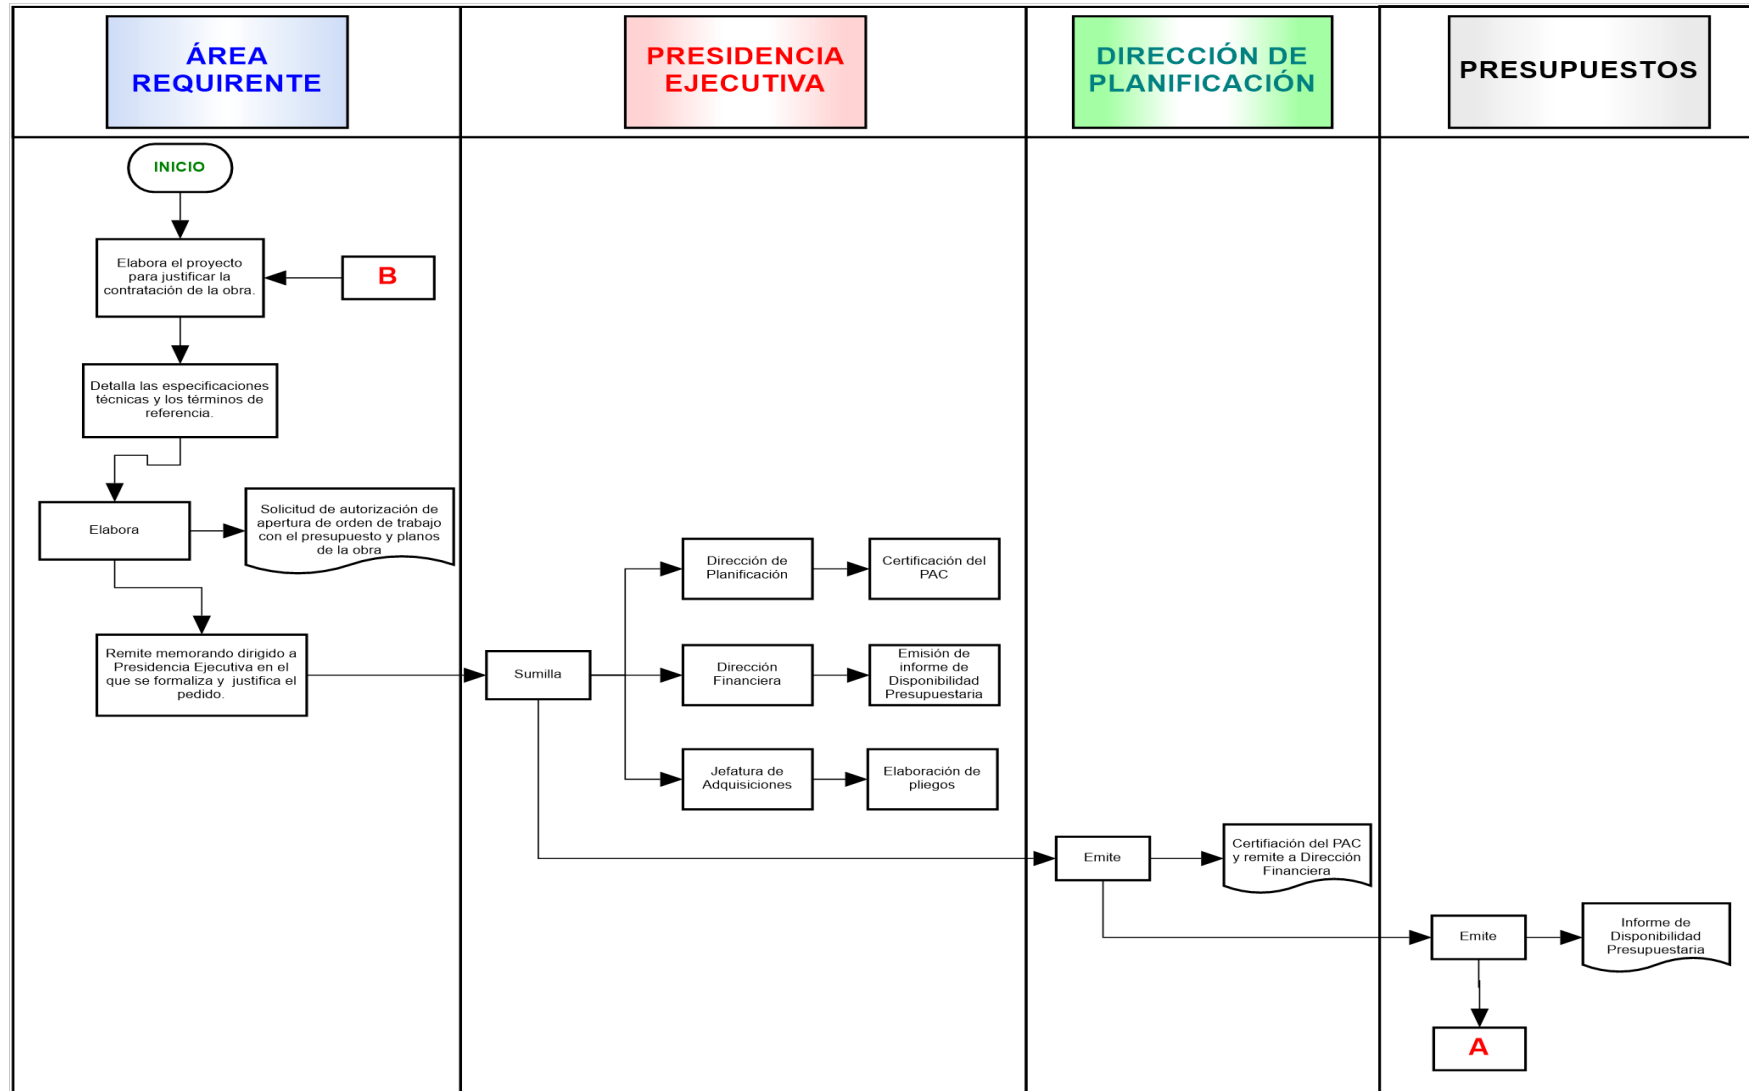 ÁREA
REQUIRENTE
PRESIDENCIA
EJECUTIVA
DIRECCIÓN DE
PLANIFICACIÓN
PRESUPUESTOS
INICIO
Elabora el proyecto
para justificar la
contratación de la obra.
B
Detalla las especificaciones
técnicas y los términos de
referencia.
Elabora
Solicitud de autorización de
apertura de orden de trabajo
con el presupuesto y planos
de la obra
Remite memorando dirigido a
Presidencia Ejecutiva en el
que se formaliza y justifica el
pedido.
Sumilla
Dirección de
Planificación
Certificación del
PAC
Dirección
Financiera
Emisión de
informe de
Disponibilidad
Presupuestaria
Jefatura de
Adquisiciones
Elaboración de
pliegos
Emite
Certifiación del PAC
y remite a Dirección
Financiera
Emite
Informe de
Disponibilidad
Presupuestaria
A